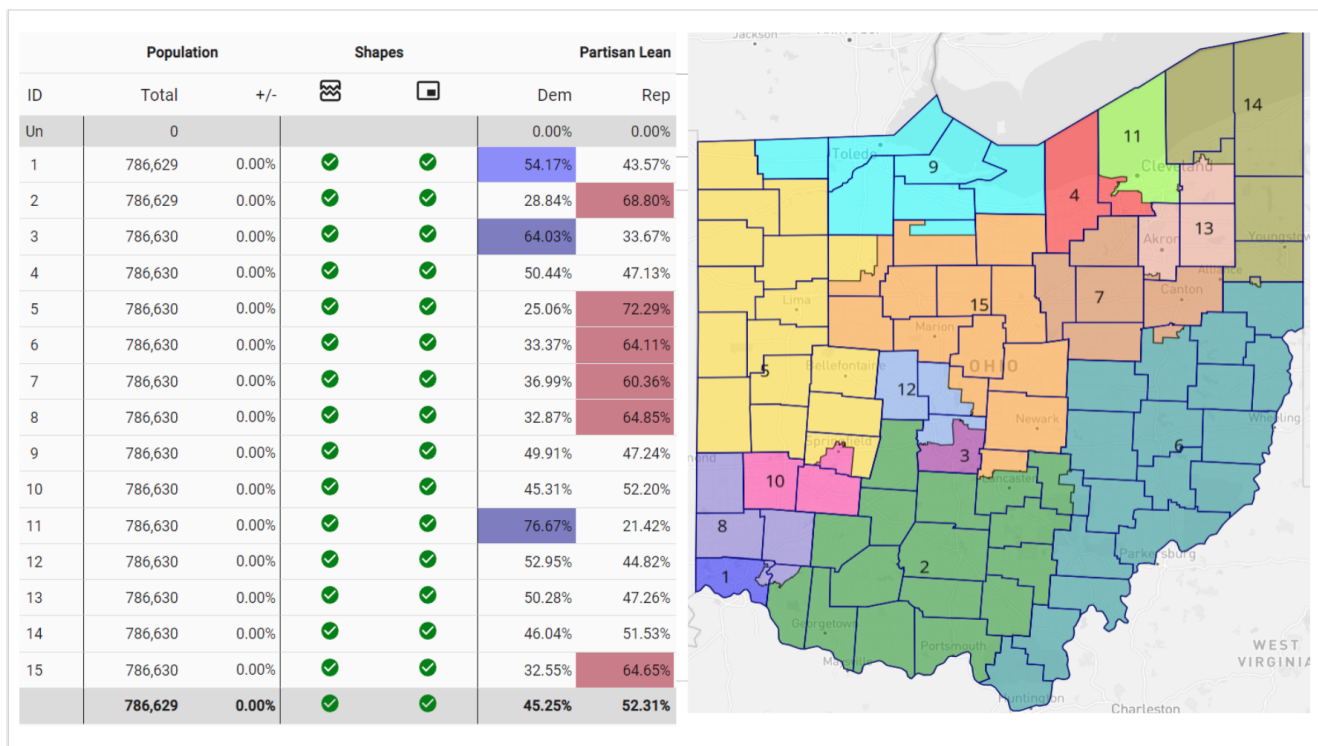 Population Shapes Partisan Lean
ID Total +/- Dem Rep
Un 0 0.00% 0.00%
1 786,629 0.00% 54.17% 43.57%
2 786,629 0.00% 28.84% 68.80%
3 786,630 0.00% 64.03% 33.67%
4 786,630 0.00% 50.44% 47.13%
5 786,630 0.00% 25.06% 72.29%
6 786,630 0.00% 33.37% 64.11%
7 786,630 0.00% 36.99% 60.36%
8 786,630 0.00% 32.87% 64.85%
9 786,630 0.00% 49.91% 47.24%
10 786,630 0.00% 45.31% 52.20%
11 786,630 0.00% 76.67% 21.42%
12 786,630 0.00% 52.95% 44.82%
13 786,630 0.00% 50.28% 47.26%
14 786,630 0.00% 46.04% 51.53%
15 786,630 0.00% 32.55% 64.65%
786,629 0.00% 45.25% 52.31%
Jackson
14
11
Toledo
9
Cleveland
4
13
Akron
Youngstow
Alliance
Lima
15
7
Canton
Marion
Bellefontaine
OHIO
5
12
Newark
Wheeling
Springfield
3
6
10
Lancaster
8
Parkersburg
1
2
Georgetown
Portsmouth
WEST
VIRGINIA
Huntington
Charleston